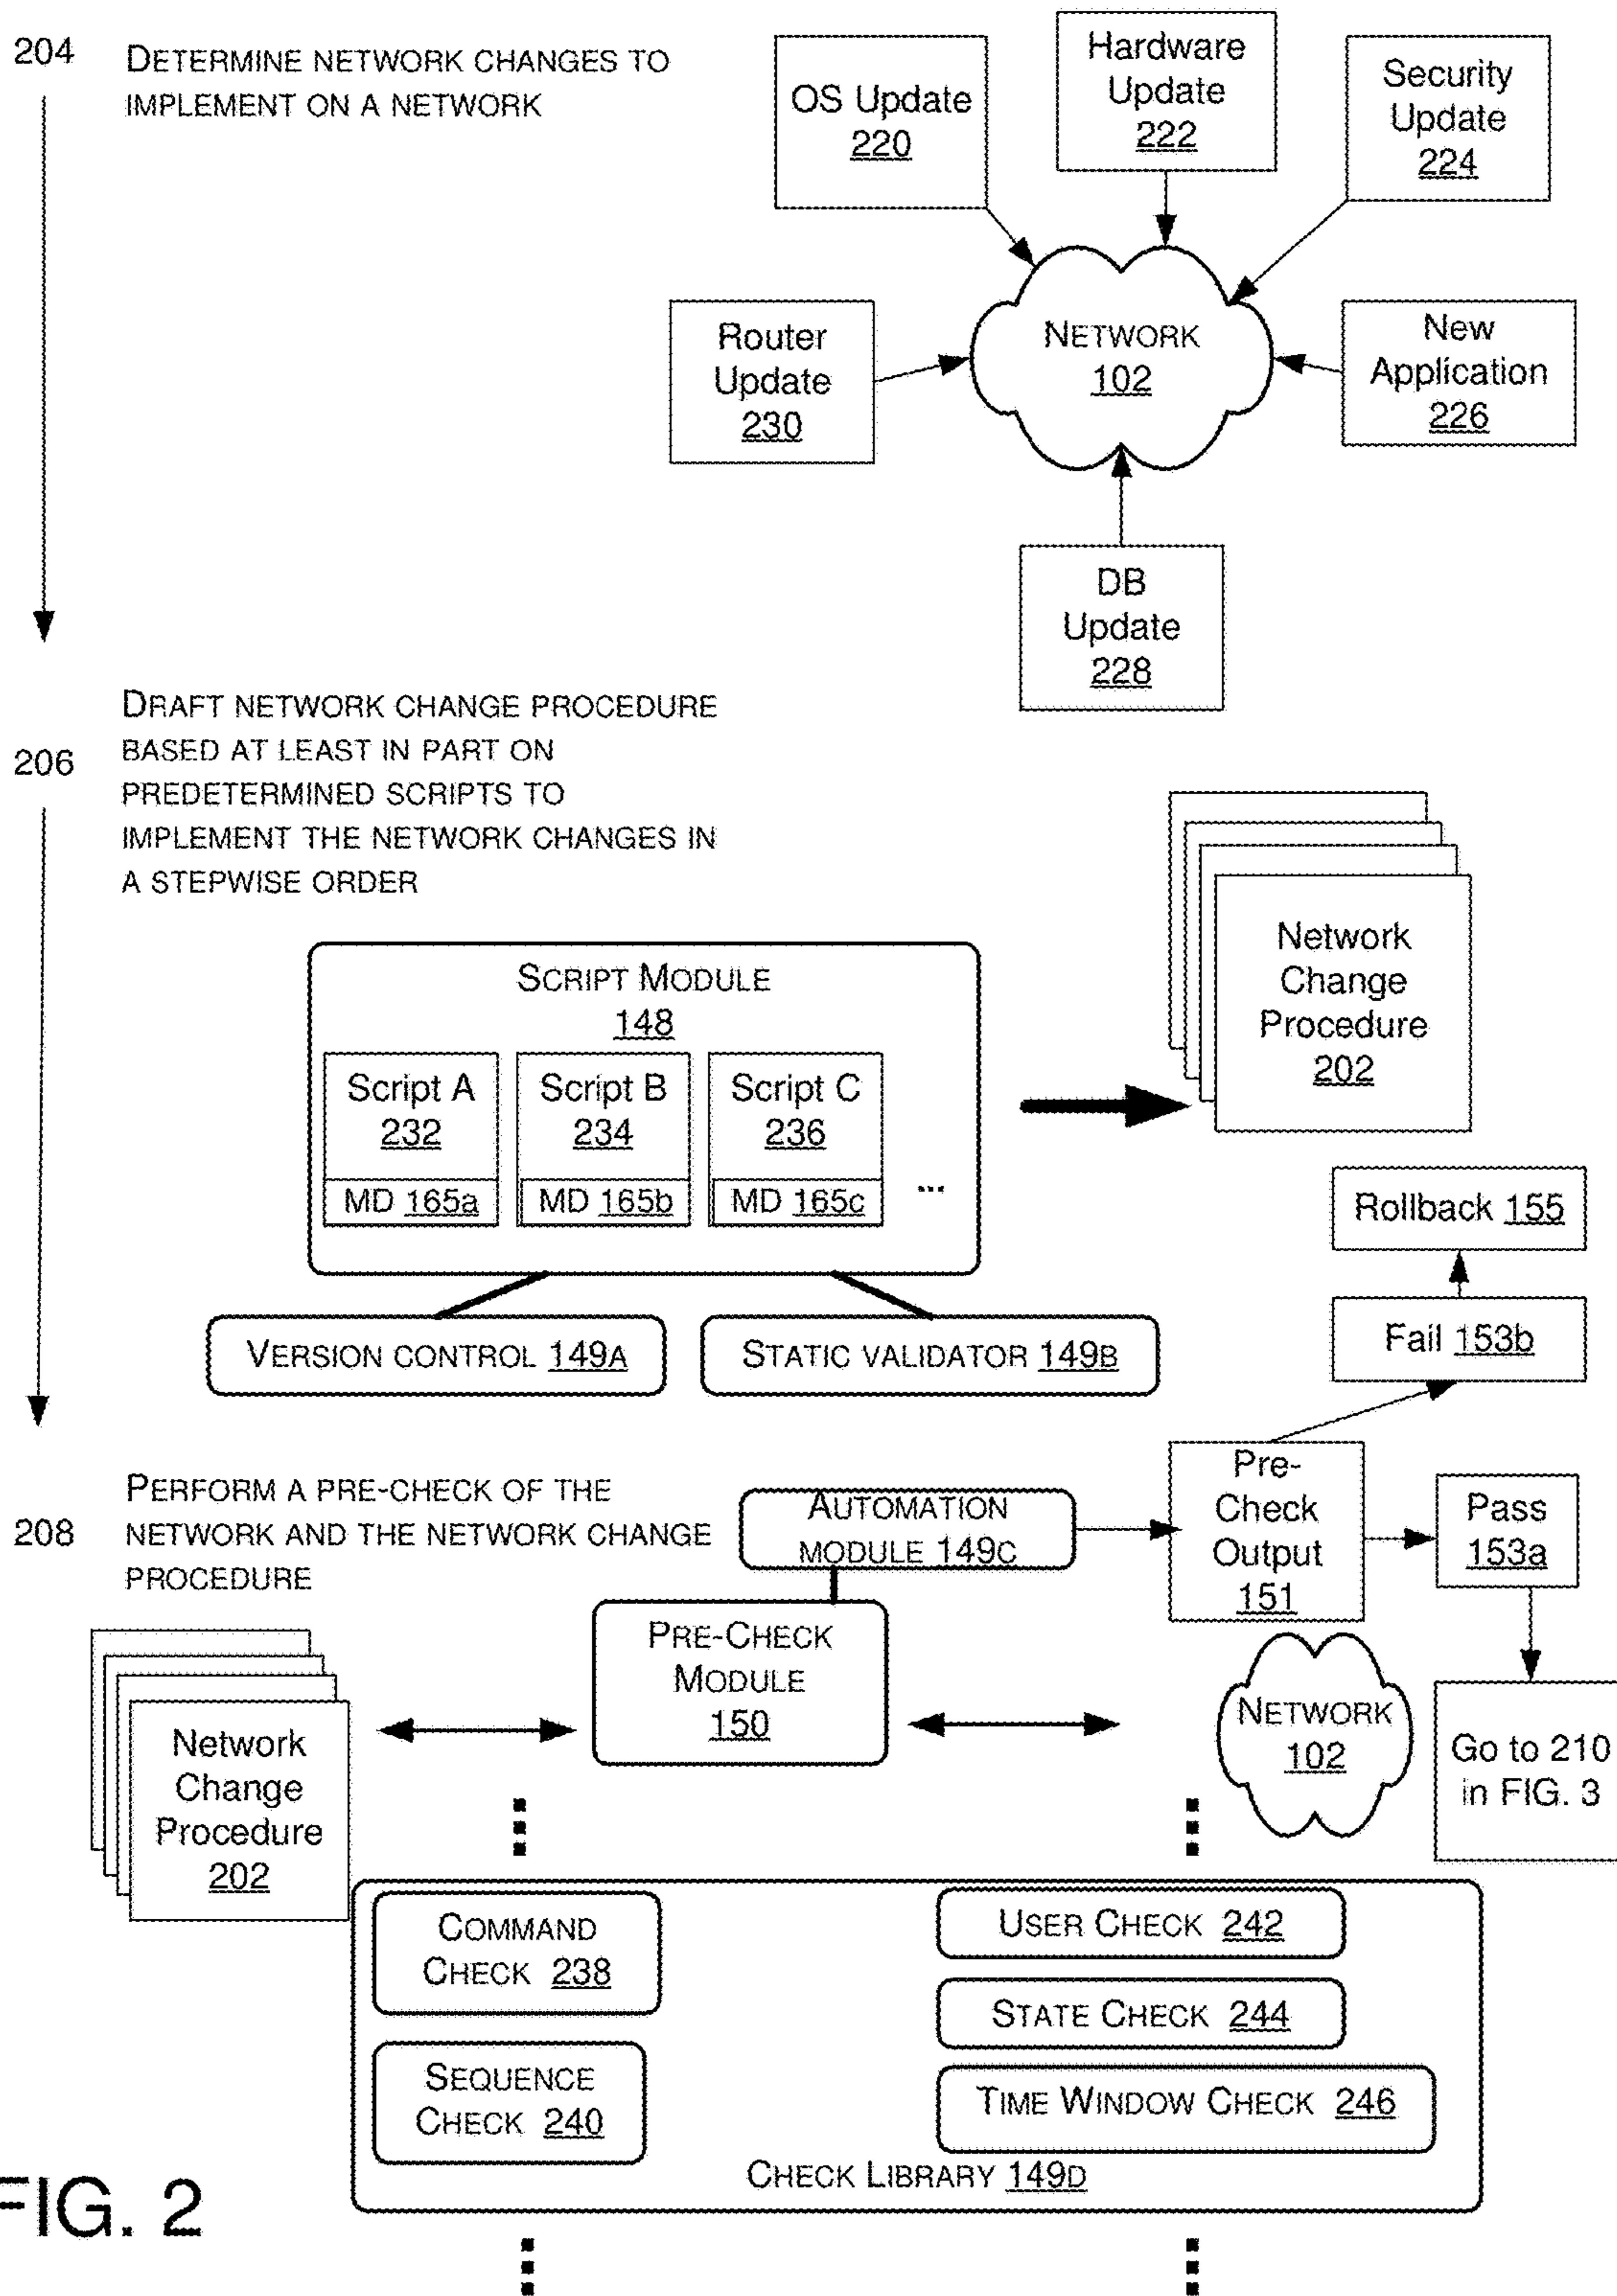 204
DETERMINE NETWORK CHANGES TO
IMPLEMENT ON A NETWORK
OS Update
220
Hardware
Update
222
Security
Update
224
Router
Update
230
NETWORK
102
New
Application
226
DB
Update
228
206
DRAFT NETWORK CHANGE PROCEDURE
BASED AT LEAST IN PART ON
PREDETERMINED SCRIPTS TO
IMPLEMENT THE NETWORK CHANGES IN
A STEPWISE ORDER
SCRIPT MODULE
148
Script A
232
MD 165a
Script B
234
MD 165b
Script C
236
MD 165c
...
Network
Change
Procedure
202
VERSION CONTROL 149A
STATIC VALIDATOR 149B
Rollback 155
Fail 153b
208
PERFORM A PRE-CHECK OF THE
NETWORK AND THE NETWORK CHANGE
PROCEDURE
AUTOMATION
MODULE 149C
Pre-
Check
Output
151
Pass
153a
PRE-CHECK
MODULE
150
Network
Change
Procedure
202
NETWORK
102
Go to 210
in FIG. 3
COMMAND
CHECK 238
SEQUENCE
CHECK 240
USER CHECK 242
STATE CHECK 244
TIME WINDOW CHECK 246
CHECK LIBRARY 149D
FIG. 2